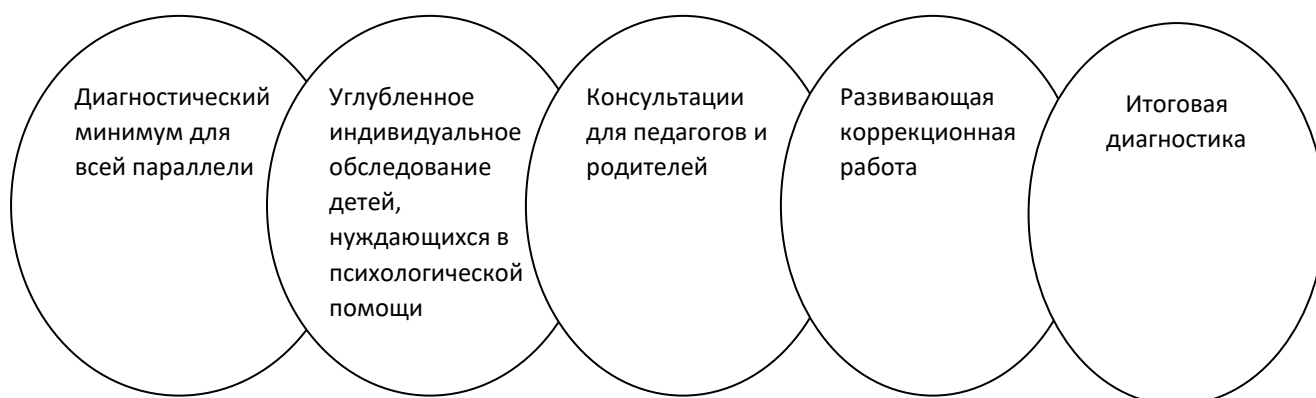 Диагностический
минимум для
всей параллели
Углубленное
индивидуальное
обследование
детей,
нуждающихся в
психологической
помощи
Консультации
для педагогов и
родителей
Развивающая
коррекционная
работа
Итоговая
диагностика